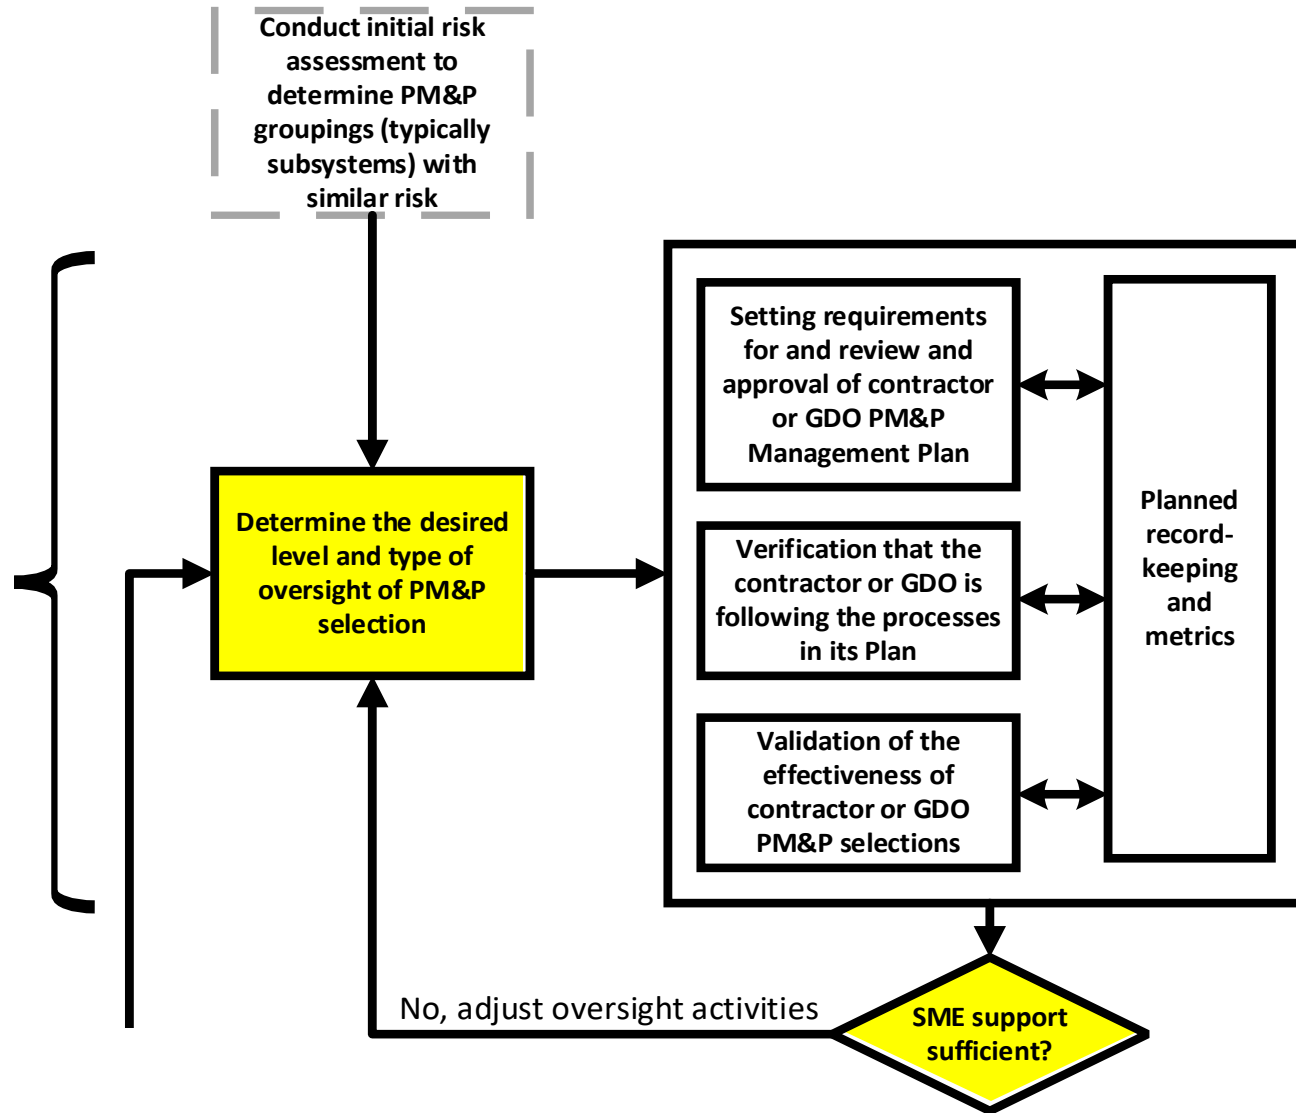 Conduct initial risk
assessment to
determine PM&P
groupings (typically
subsystems) with
similar risk
Determine the desired
level and type of
oversight of PM&P
selection
Setting requirements
for and review and
approval of contractor
or GDO PM&P
Management Plan
Verification that the
contractor or GDO is
following the processes
in its Plan
Validation of the
effectiveness of
contractor or GDO
PM&P selections
Planned
record-
keeping
and
metrics
No, adjust oversight activities
SME support
sufficient?